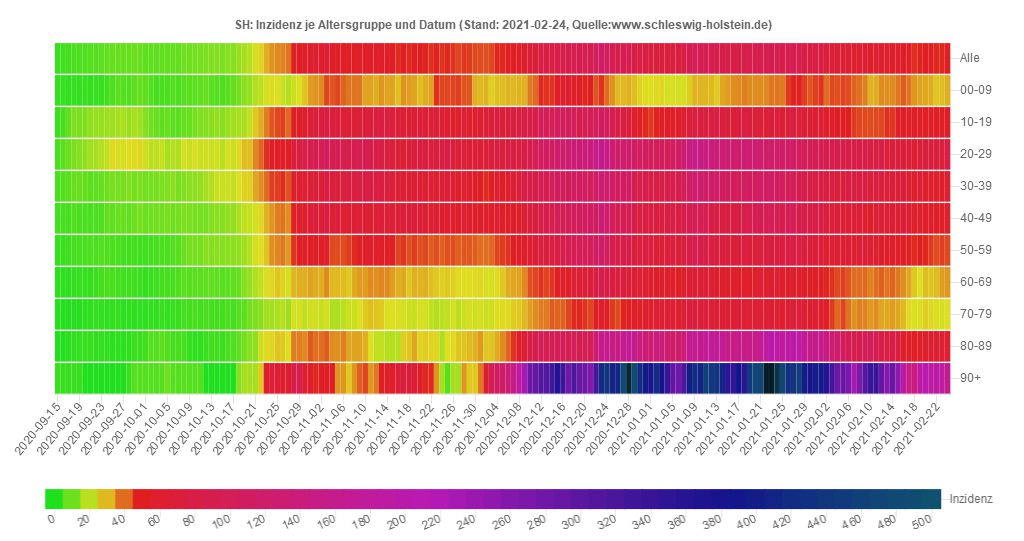 SH: Inzidenz je Altersgruppe und Datum (Stand: 2021-02-24, Quelle:www.schleswig-holstein.de)
Alle
00-09
10-19
20-29
30-39
40-49
50-59
60-69
70-79
80-89
90+
2020-09-15 2020-09-19 2020-09-23 2020-09-27 2020-10-01 2020-10-05 2020-10-09 2020-10-13 2020-10-17 2020-10-21 2020-10-25 2020-10-29 2020-11-02 2020-11-06 2020-11-10 2020-11-14 2020-11-18 2020-11-22 2020-11-26 2020-11-30 2020-12-04 2020-12-08 2020-12-12 2020-12-16 2020-12-20 2020-12-24 2020-12-28 2021-01-01 2021-01-05 2021-01-09 2021-01-13 2021-01-17 2021-01-21 2021-01-25 2021-01-29 2021-02-02 2021-02-06 2021-02-10 2021-02-14 2021-02-18 2021-02-22
Inzidenz
0 20 40 60 80 100 120 140 160 180 200 220 240 260 280 300 320 340 360 380 400 420 440 460 480 500